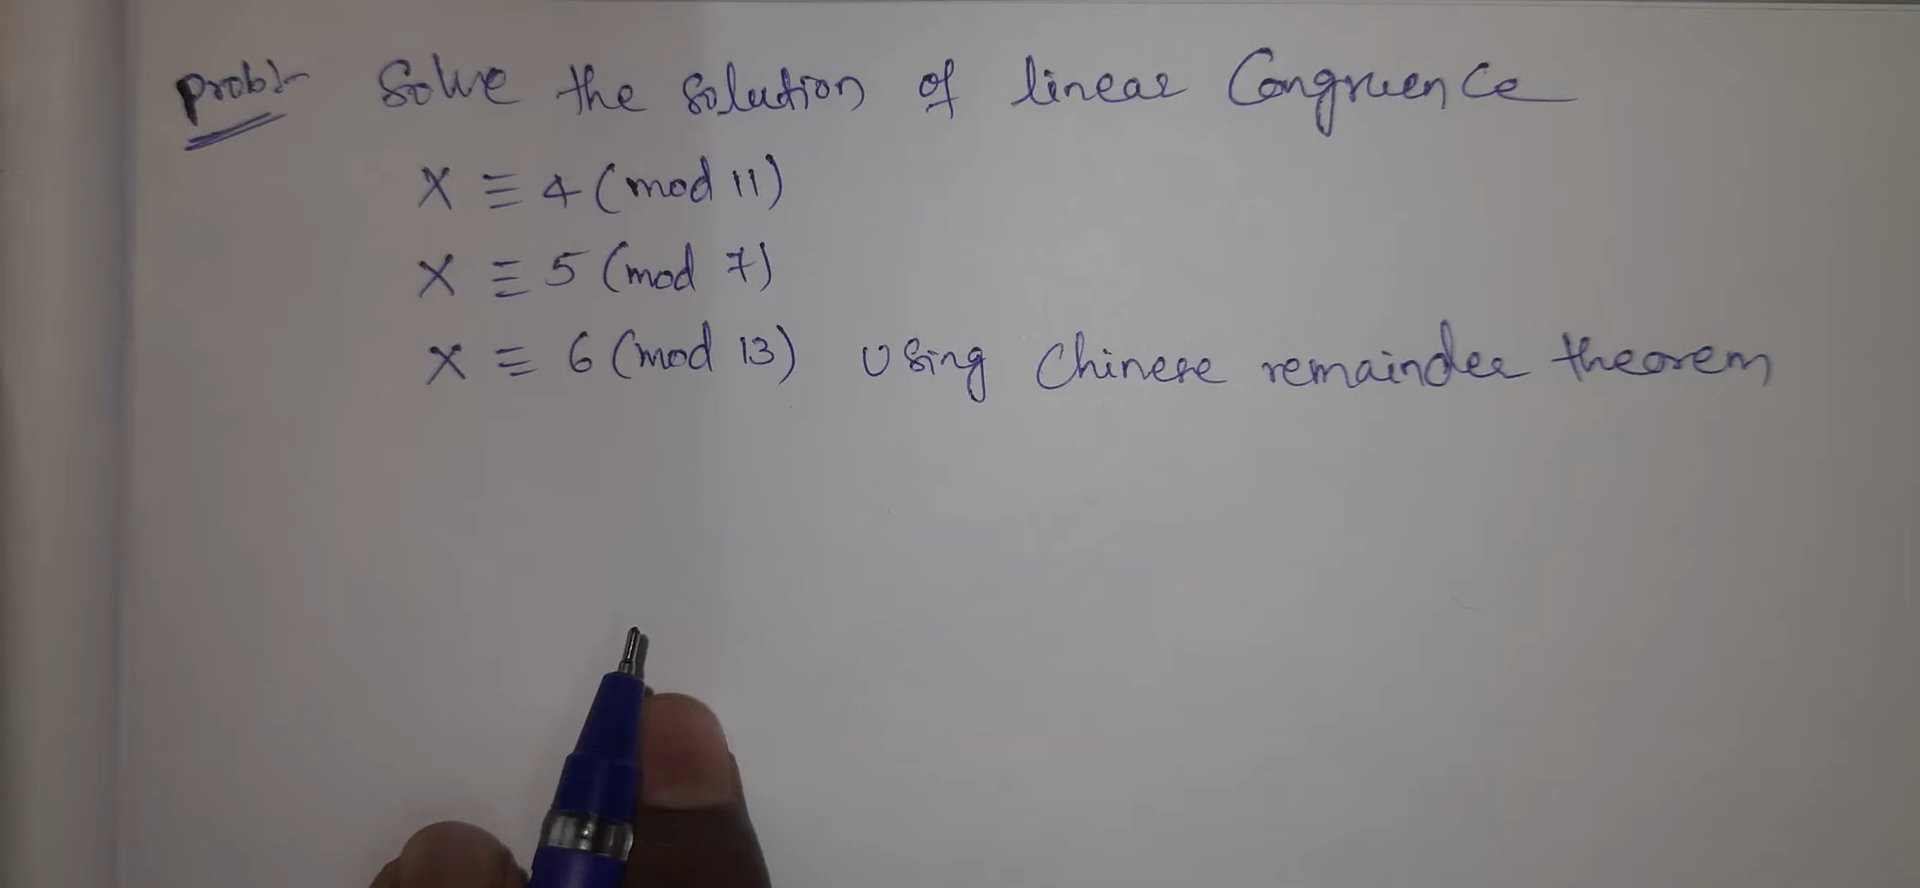 Prob:- Solve the solution of linear Congruence
X ≡ 4 (mod 11)
X ≡ 5 (mod 7)
X ≡ 6 (mod 13) Using Chinese remainder theorem